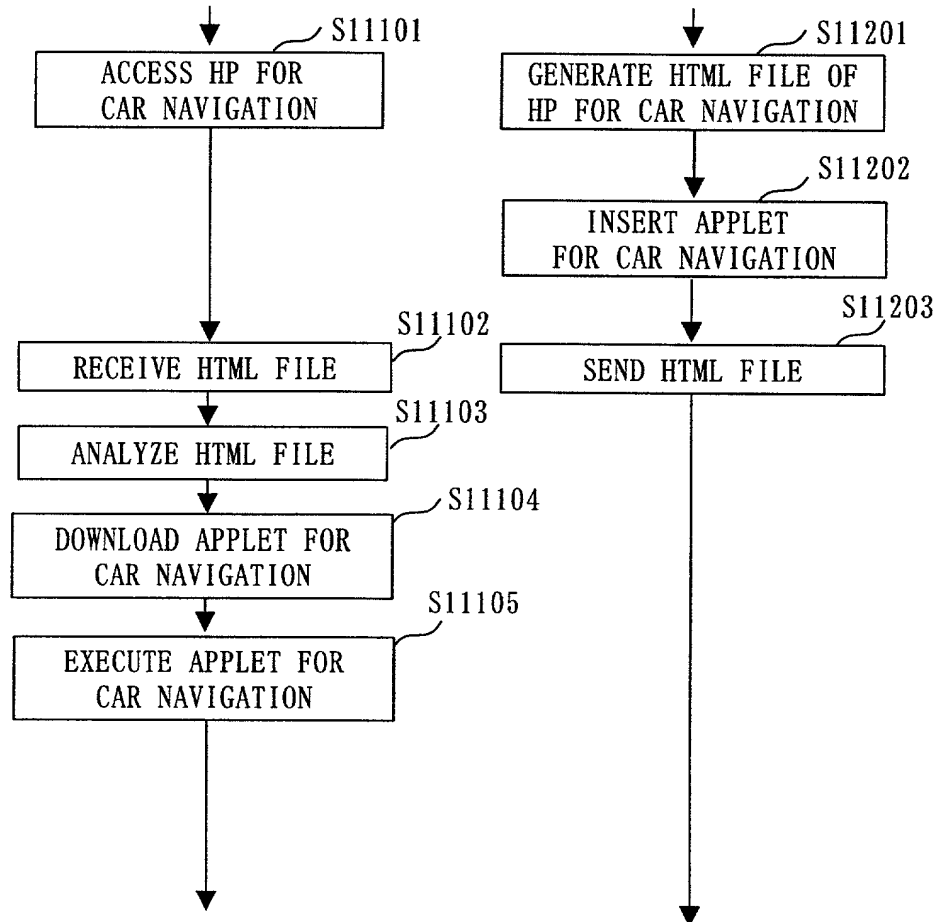 S11101
ACCESS HP FOR
CAR NAVIGATION
S11102
RECEIVE HTML FILE
S11103
ANALYZE HTML FILE
S11104
DOWNLOAD APPLET FOR
CAR NAVIGATION
S11105
EXECUTE APPLET FOR
CAR NAVIGATION
S11201
GENERATE HTML FILE OF
HP FOR CAR NAVIGATION
S11202
INSERT APPLET
FOR CAR NAVIGATION
S11203
SEND HTML FILE